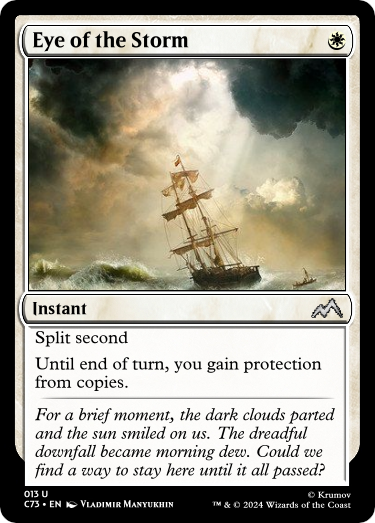 Eye of the Storm
Instant
Split second
Until end of turn, you gain protection
from copies.
For a brief moment, the dark clouds parted
and the sun smiled on us. The dreadful
downfall became morning dew. Could we
find a way to stay here until it all passed?
013 U
C73 • EN Vladimir Manyukhin
© Krumov
™ & © 2024 Wizards of the Coast